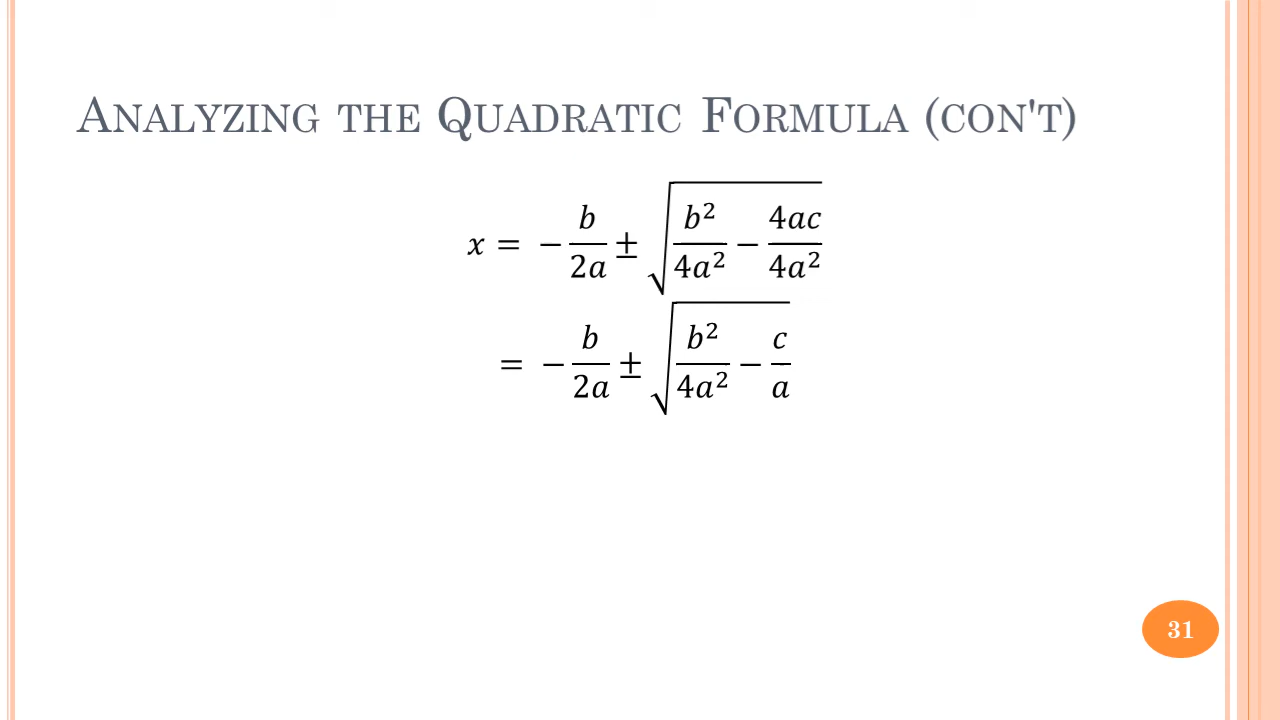 ANALYZING THE QUADRATIC FORMULA (CON'T)
x = −b/2a ± √(b²/4a² − 4ac/4a²)
= −b/2a ± √(b²/4a² − c/a)
31